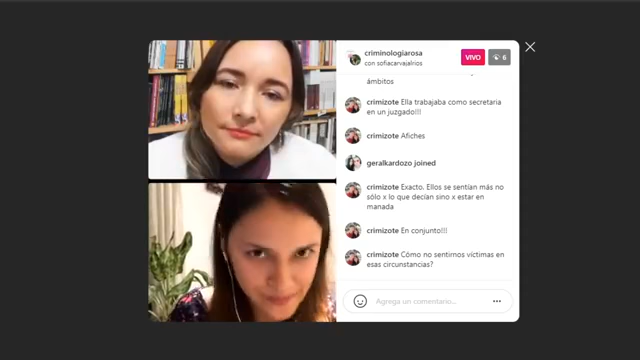 criminologiarosa
con sofiacarvajalrios
VIVO
6
ámbitos
crimizote Ella trabajaba como secretaria
en un juzgado!!!
crimizote Afiches
geralkardozo joined
crimizote Exacto. Ellos se sentían más no
sólo x lo que decían sino x estar en
manada
crimizote En conjunto!!!
crimizote Cómo no sentirnos víctimas en
esas circunstancias?
Agrega un comentario...